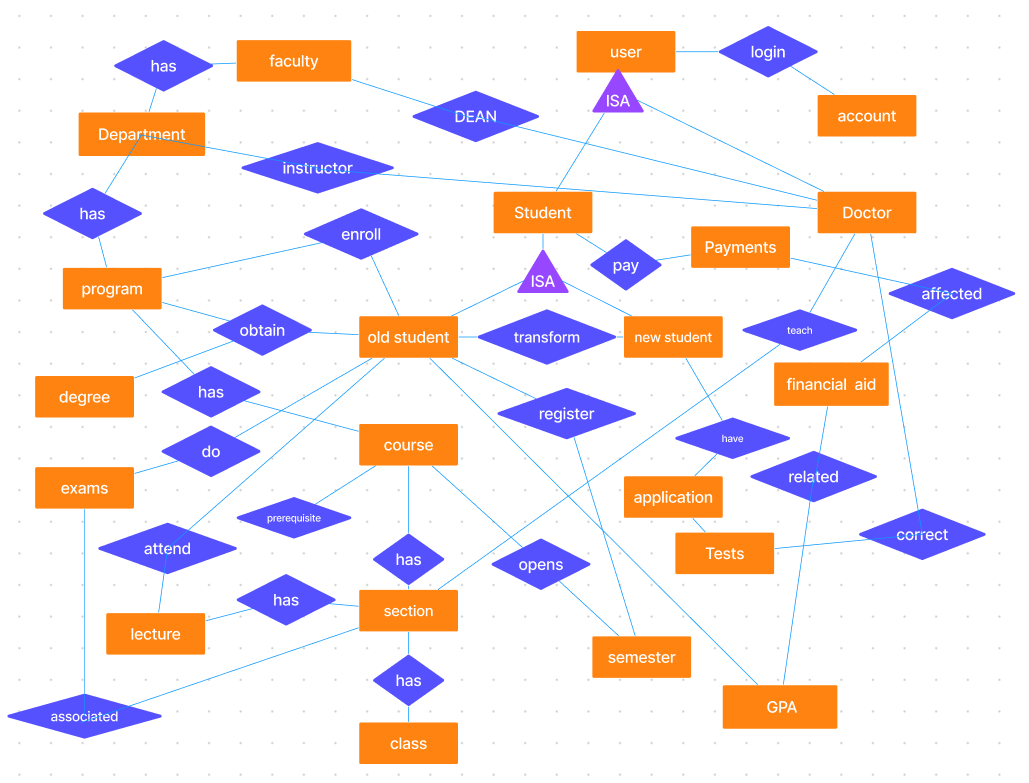 user
login
has
faculty
ISA
DEAN
account
Department
instructor
has
Student
Doctor
enroll
Payments
pay
program
ISA
affected
obtain
old student
transform
new student
teach
degree
has
financial aid
register
do
course
have
exams
related
application
prerequisite
attend
Tests
correct
has
opens
has
section
lecture
semester
has
associated
GPA
class